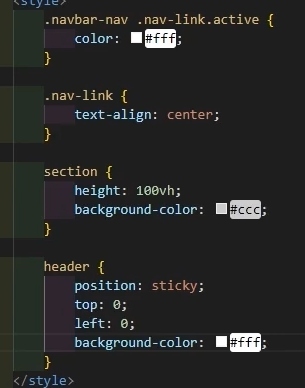 <style>
.navbar-nav .nav-link.active {
color: #fff;
}
.nav-link {
text-align: center;
}
section {
height: 100vh;
background-color: #ccc;
}
header {
position: sticky;
top: 0;
left: 0;
background-color: #fff;
}
</style>